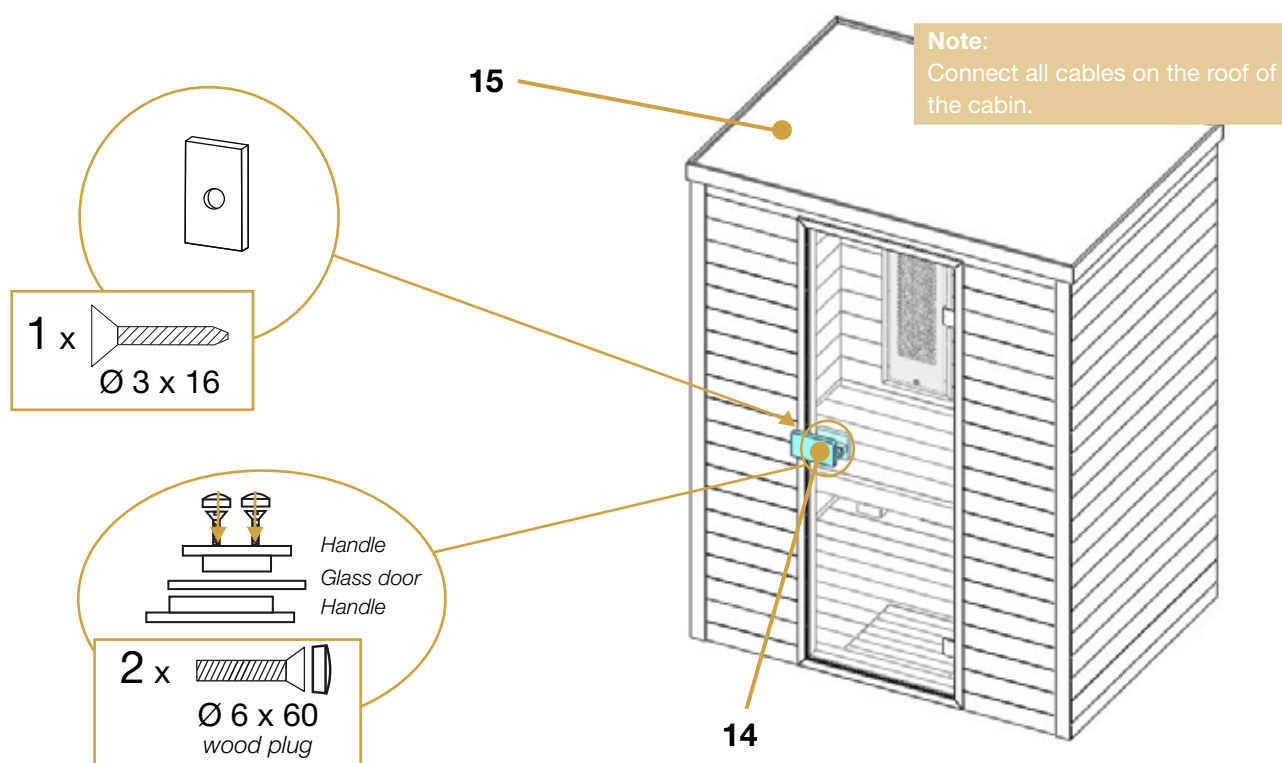 Note:
Connect all cables on the roof of
the cabin.
15
1 x
Ø 3 x 16
Handle
Glass door
Handle
2 x
Ø 6 x 60
wood plug
14